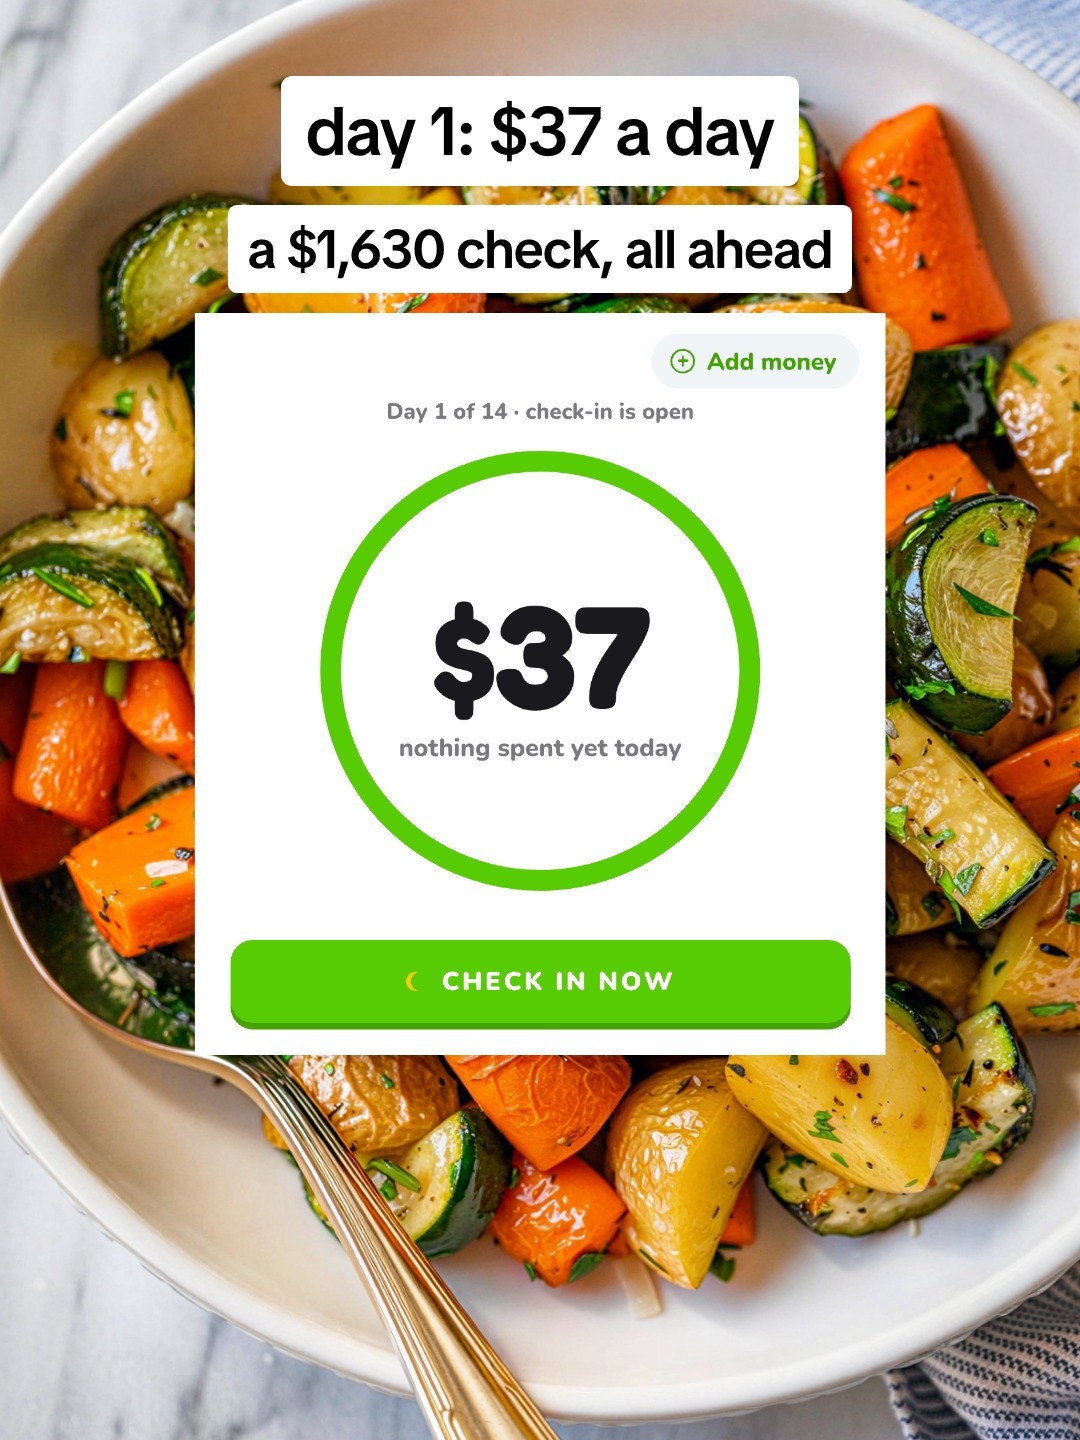 day 1: $37 a day
a $1,630 check, all ahead
Add money
Day 1 of 14 · check-in is open
$37
nothing spent yet today
CHECK IN NOW